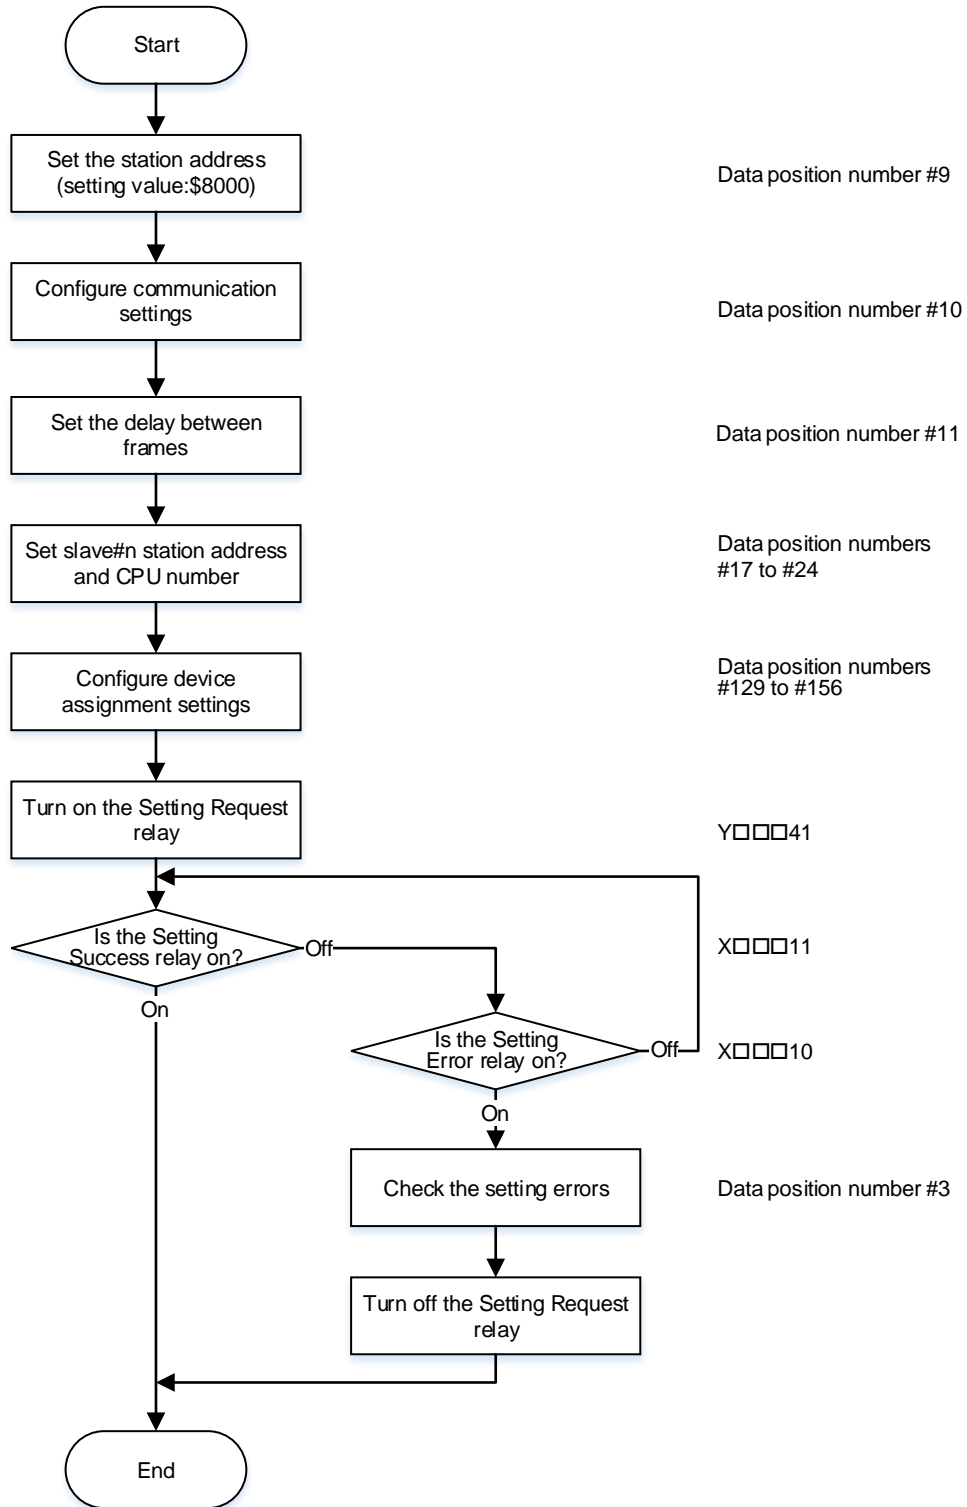 Start
Set the station address
(setting value:$8000)
Data position number #9
Configure communication
settings
Data position number #10
Set the delay between
frames
Data position number #11
Set slave#n station address
and CPU number
Data position numbers
#17 to #24
Configure device
assignment settings
Data position numbers
#129 to #156
Turn on the Setting Request
relay
Y□□□41
Is the Setting
Success relay on?
Off
X□□□11
On
Is the Setting
Error relay on?
Off
X□□□10
On
Check the setting errors
Data position number #3
Turn off the Setting Request
relay
End